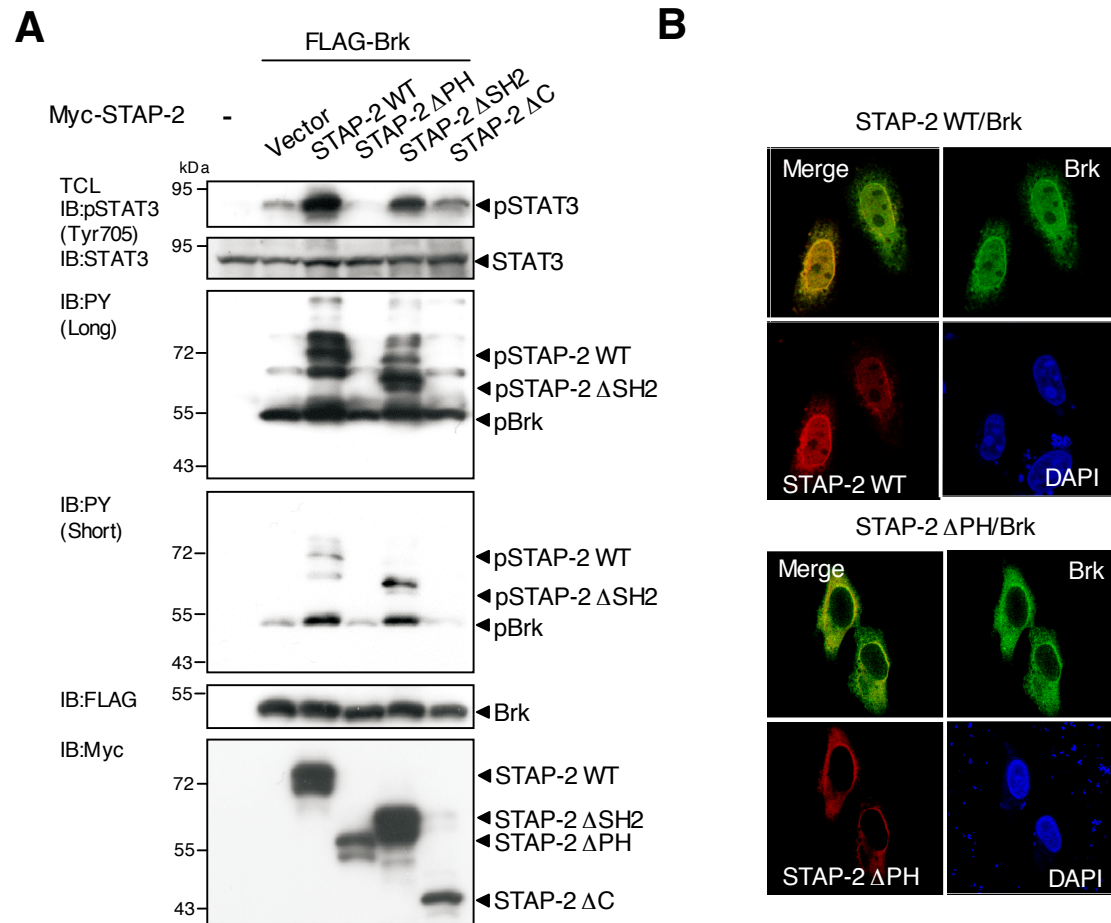 A
FLAG-Brk
Myc-STAP-2
-
Vector
STAP-2 WT
STAP-2 ΔPH
STAP-2 ΔSH2
STAP-2 ΔC
kDa
TCL
IB:pSTAT3
(Tyr705)
95
◄pSTAT3
IB:STAT3
95
◄STAT3
IB:PY
(Long)
72
55
43
◄pSTAP-2 WT
◄pSTAP-2 ΔSH2
◄pBrk
IB:PY
(Short)
72
55
43
◄pSTAP-2 WT
◄pSTAP-2 ΔSH2
◄pBrk
IB:FLAG
55
◄Brk
IB:Myc
72
55
43
◄STAP-2 WT
◄STAP-2 ΔSH2
◄STAP-2 ΔPH
◄STAP-2 ΔC
B
STAP-2 WT/Brk
Merge
Brk
STAP-2 WT
DAPI
STAP-2 ΔPH/Brk
Merge
Brk
STAP-2 ΔPH
DAPI